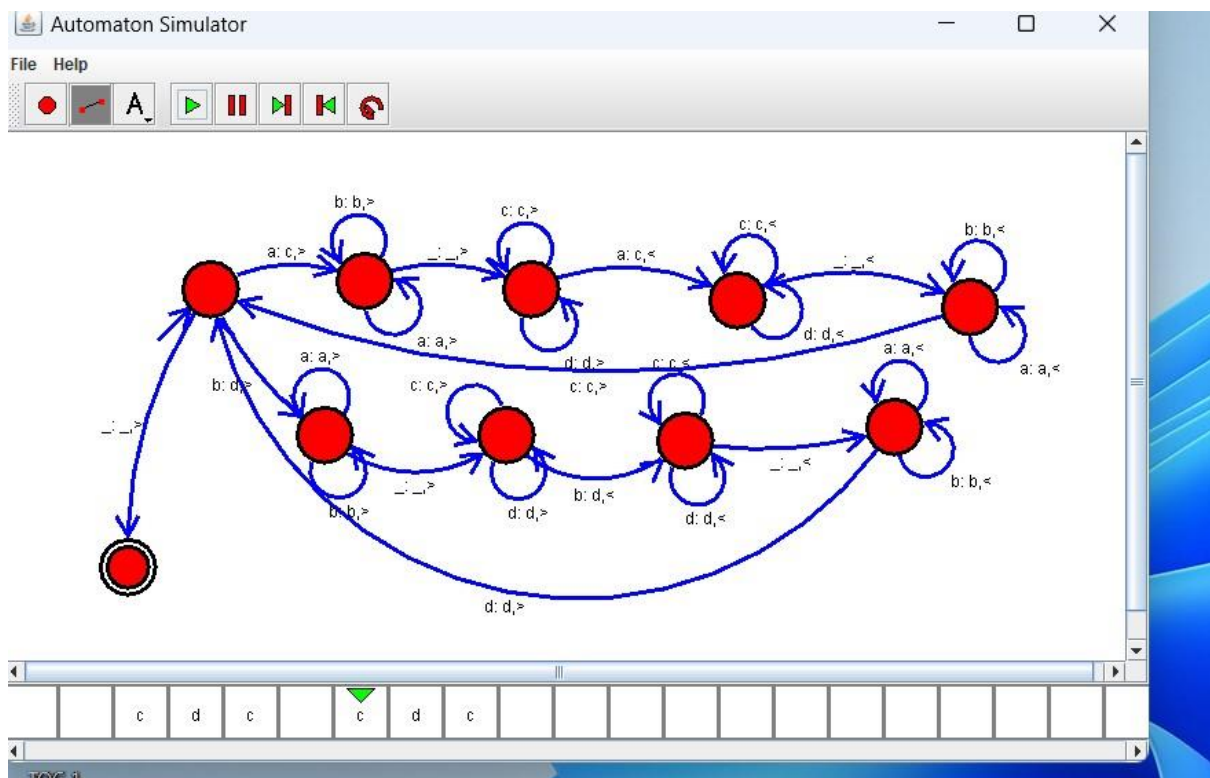 Automaton Simulator
File Help
A
b: b,>
c: c,>
c: c,<
b: b,<
a: c,>
_: _,>
a: c,<
_: _,<
a: a,>
d: d,>
c: c,<
d: d,<
a: a,<
a: a,<
b: d,>
a: a,>
c: c,>
c: c,>
_: _,>
_: _,>
b: d,<
_: _,<
b: b,<
b: b,>
d: d,>
d: d,<
d: d,>
c d c c d c